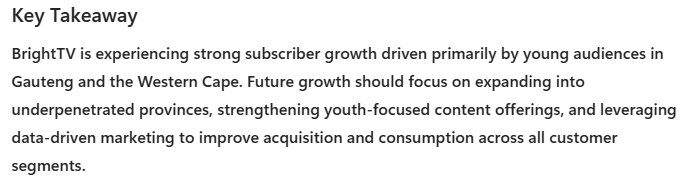 Key Takeaway
BrightTV is experiencing strong subscriber growth driven primarily by young audiences in
Gauteng and the Western Cape. Future growth should focus on expanding into
underpenetrated provinces, strengthening youth-focused content offerings, and leveraging
data-driven marketing to improve acquisition and consumption across all customer
segments.